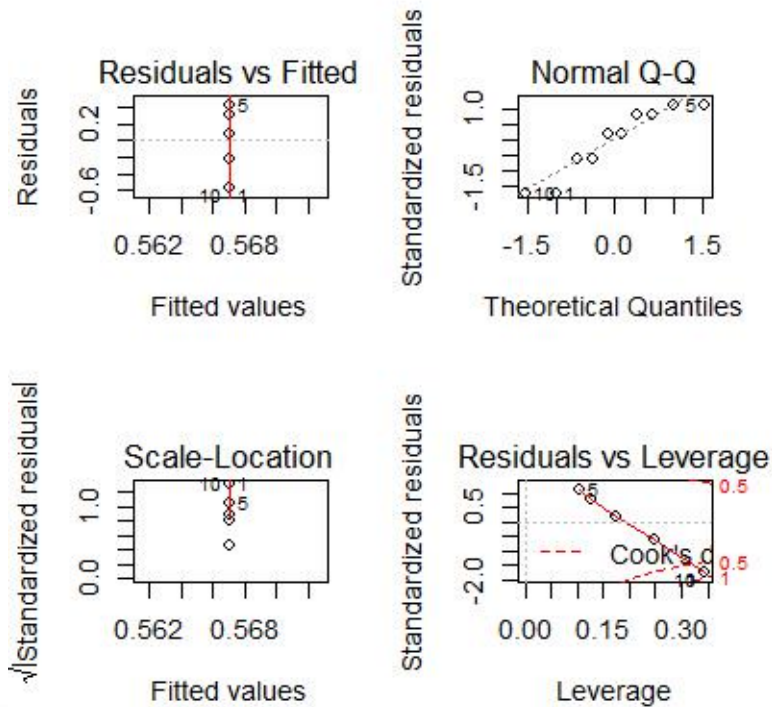 Residuals vs Fitted
Residuals
0.2
-0.6
5
10
1
0.562
0.568
Fitted values
Normal Q-Q
Standardized residuals
1.0
-1.5
5
10
1
-1.5
0.0
1.5
Theoretical Quantiles
Scale-Location
√|Standardized residuals|
1.0
0.0
10
1
5
0.562
0.568
Fitted values
Residuals vs Leverage
Standardized residuals
0.5
-2.0
5
Cook's d
0.5
0.5
1
0.00
0.15
0.30
Leverage